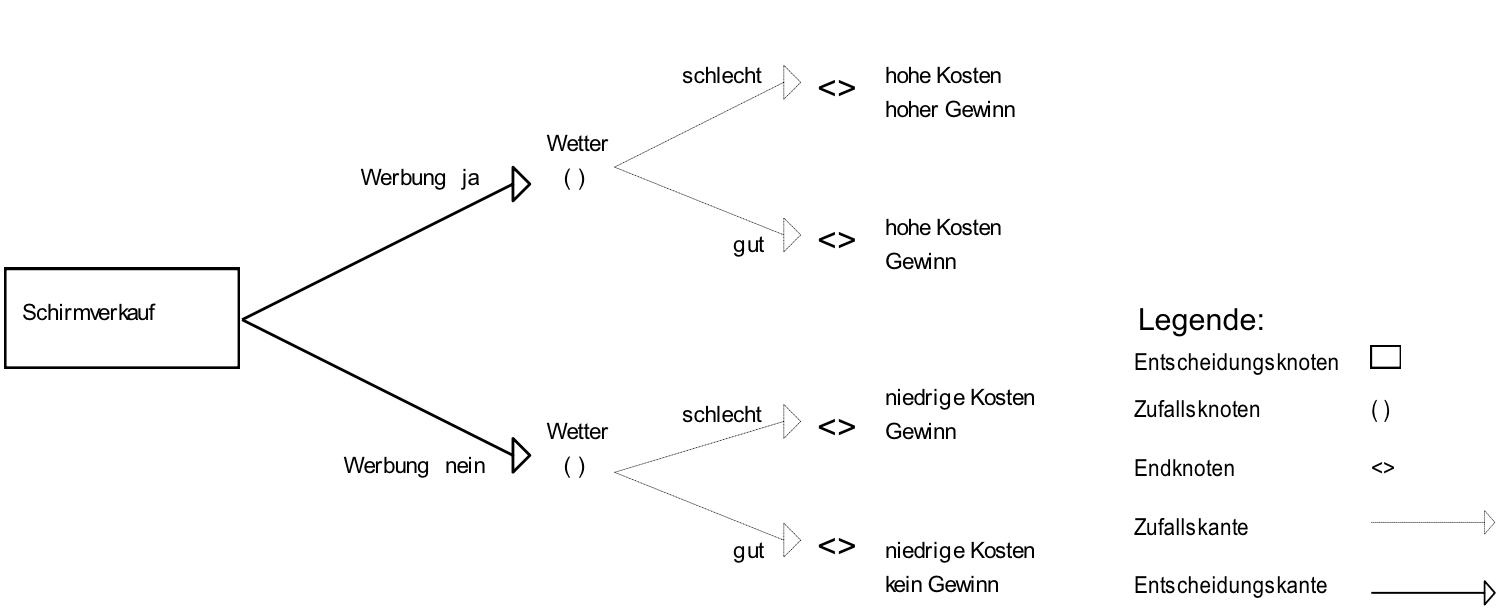 schlecht
<>
hohe Kosten
hoher Gewinn
Wetter
( )
Werbung ja
gut
<>
hohe Kosten
Gewinn
Schirmverkauf
Werbung nein
Wetter
( )
schlecht
<>
niedrige Kosten
Gewinn
gut
<>
niedrige Kosten
kein Gewinn
Legende:
Entscheidungsknoten
Zufallsknoten ( )
Endknoten <>
Zufallskante
Entscheidungskante